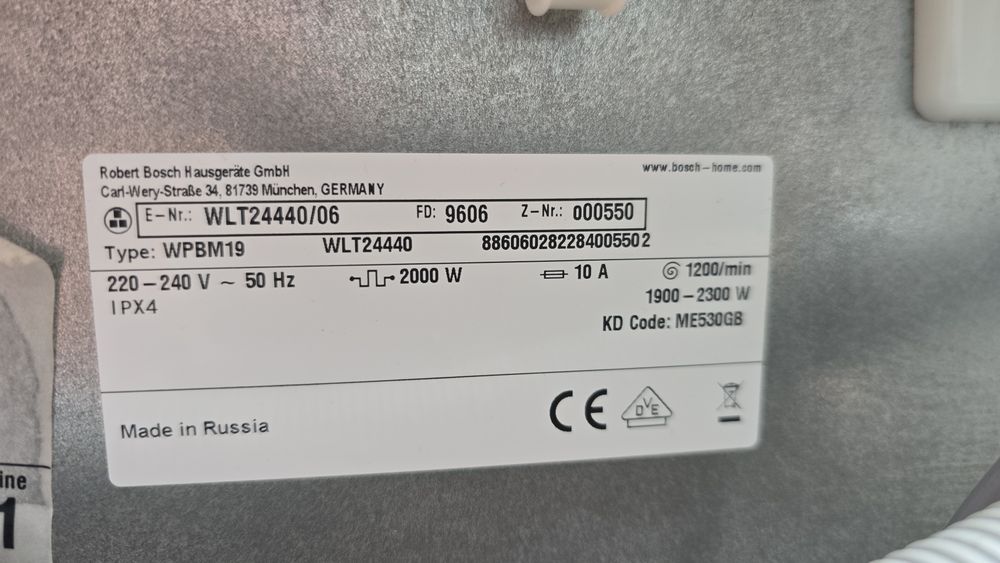 Robert Bosch Hausgeräte GmbH
www.bosch-home.com
Carl-Wery-Straße 34, 81739 München, GERMANY
E-Nr.: WLT24440/06 FD: 9606 Z-Nr.: 000550
Type: WPBM19 WLT24440 886060282284005502
220-240 V ~ 50 Hz 2000 W 10 A 1200/min
IPX4 1900-2300 W
KD Code: ME530GB
Made in Russia CE DVE
ine
1